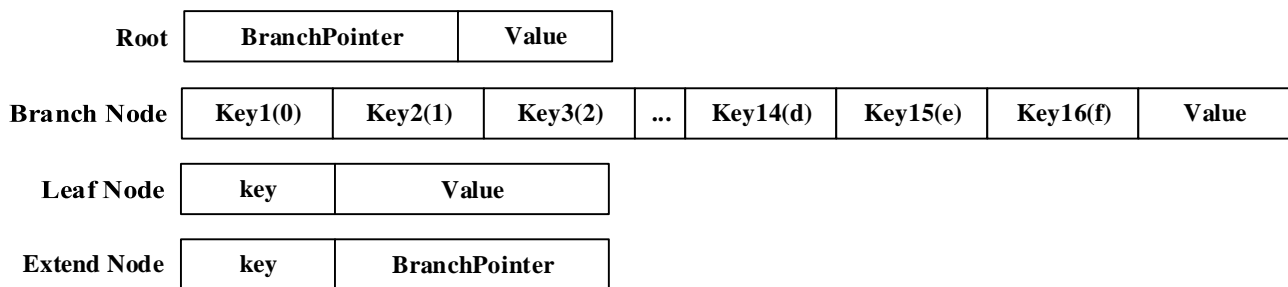 Root BranchPointer Value
Branch Node Key1(0) Key2(1) Key3(2) ... Key14(d) Key15(e) Key16(f) Value
Leaf Node key Value
Extend Node key BranchPointer